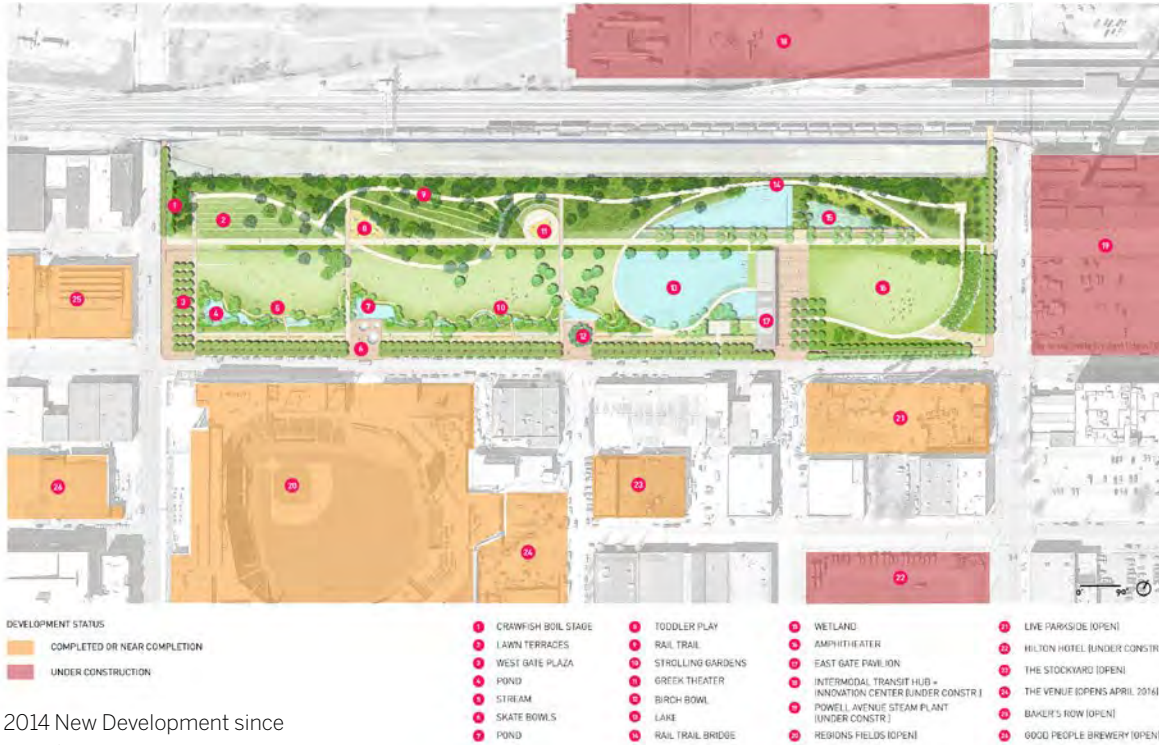 DEVELOPMENT STATUS
COMPLETED OR NEAR COMPLETION
UNDER CONSTRUCTION
1 CRAWFISH BOIL STAGE
2 LAWN TERRACES
3 WEST GATE PLAZA
4 POND
5 STREAM
6 SKATE BOWLS
7 POND
8 TODDLER PLAY
9 RAIL TRAIL
10 STROLLING GARDENS
11 GREEK THEATER
12 BIRCH BOWL
13 LAKE
14 RAIL TRAIL BRIDGE
15 WETLAND
16 AMPHITHEATER
17 EAST GATE PAVILION
18 INTERMODAL TRANSIT HUB +
INNOVATION CENTER (UNDER CONSTR.)
19 POWELL AVENUE STEAM PLANT
(UNDER CONSTR.)
20 REGIONS FIELDS (OPEN)
21 LIVE PARKSIDE (OPEN)
22 HILTON HOTEL (UNDER CONSTR
23 THE STOCKYARD (OPEN)
24 THE VENUE (OPENS APRIL 2016)
25 BAKER'S ROW (OPEN)
26 GOOD PEOPLE BREWERY (OPEN)
0' 90'
2014 New Development since